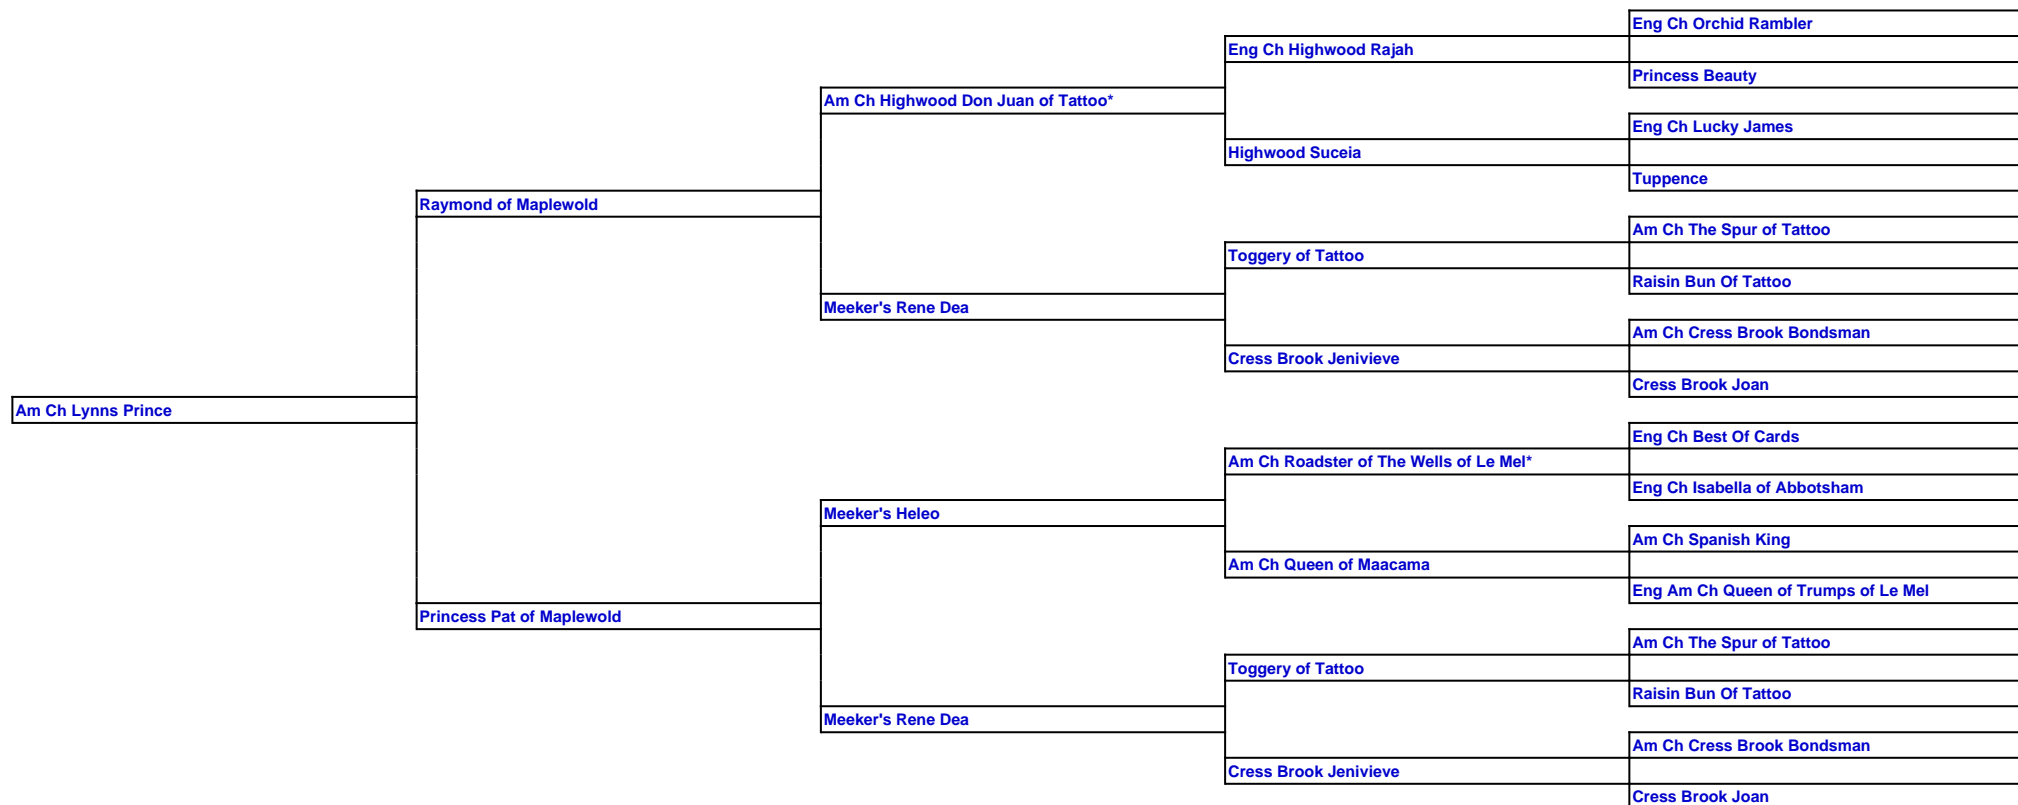 Eng Ch Orchid Rambler
Eng Ch Highwood Rajah
Princess Beauty
Am Ch Highwood Don Juan of Tattoo*
Eng Ch Lucky James
Highwood Suceia
Tuppence
Raymond of Maplewold
Am Ch The Spur of Tattoo
Toggery of Tattoo
Raisin Bun Of Tattoo
Meeker's Rene Dea
Am Ch Cress Brook Bondsman
Cress Brook Jenivieve
Cress Brook Joan
Am Ch Lynns Prince
Eng Ch Best Of Cards
Am Ch Roadster of The Wells of Le Mel*
Eng Ch Isabella of Abbotsham
Meeker's Heleo
Am Ch Spanish King
Am Ch Queen of Maacama
Eng Am Ch Queen of Trumps of Le Mel
Princess Pat of Maplewold
Am Ch The Spur of Tattoo
Toggery of Tattoo
Raisin Bun Of Tattoo
Meeker's Rene Dea
Am Ch Cress Brook Bondsman
Cress Brook Jenivieve
Cress Brook Joan